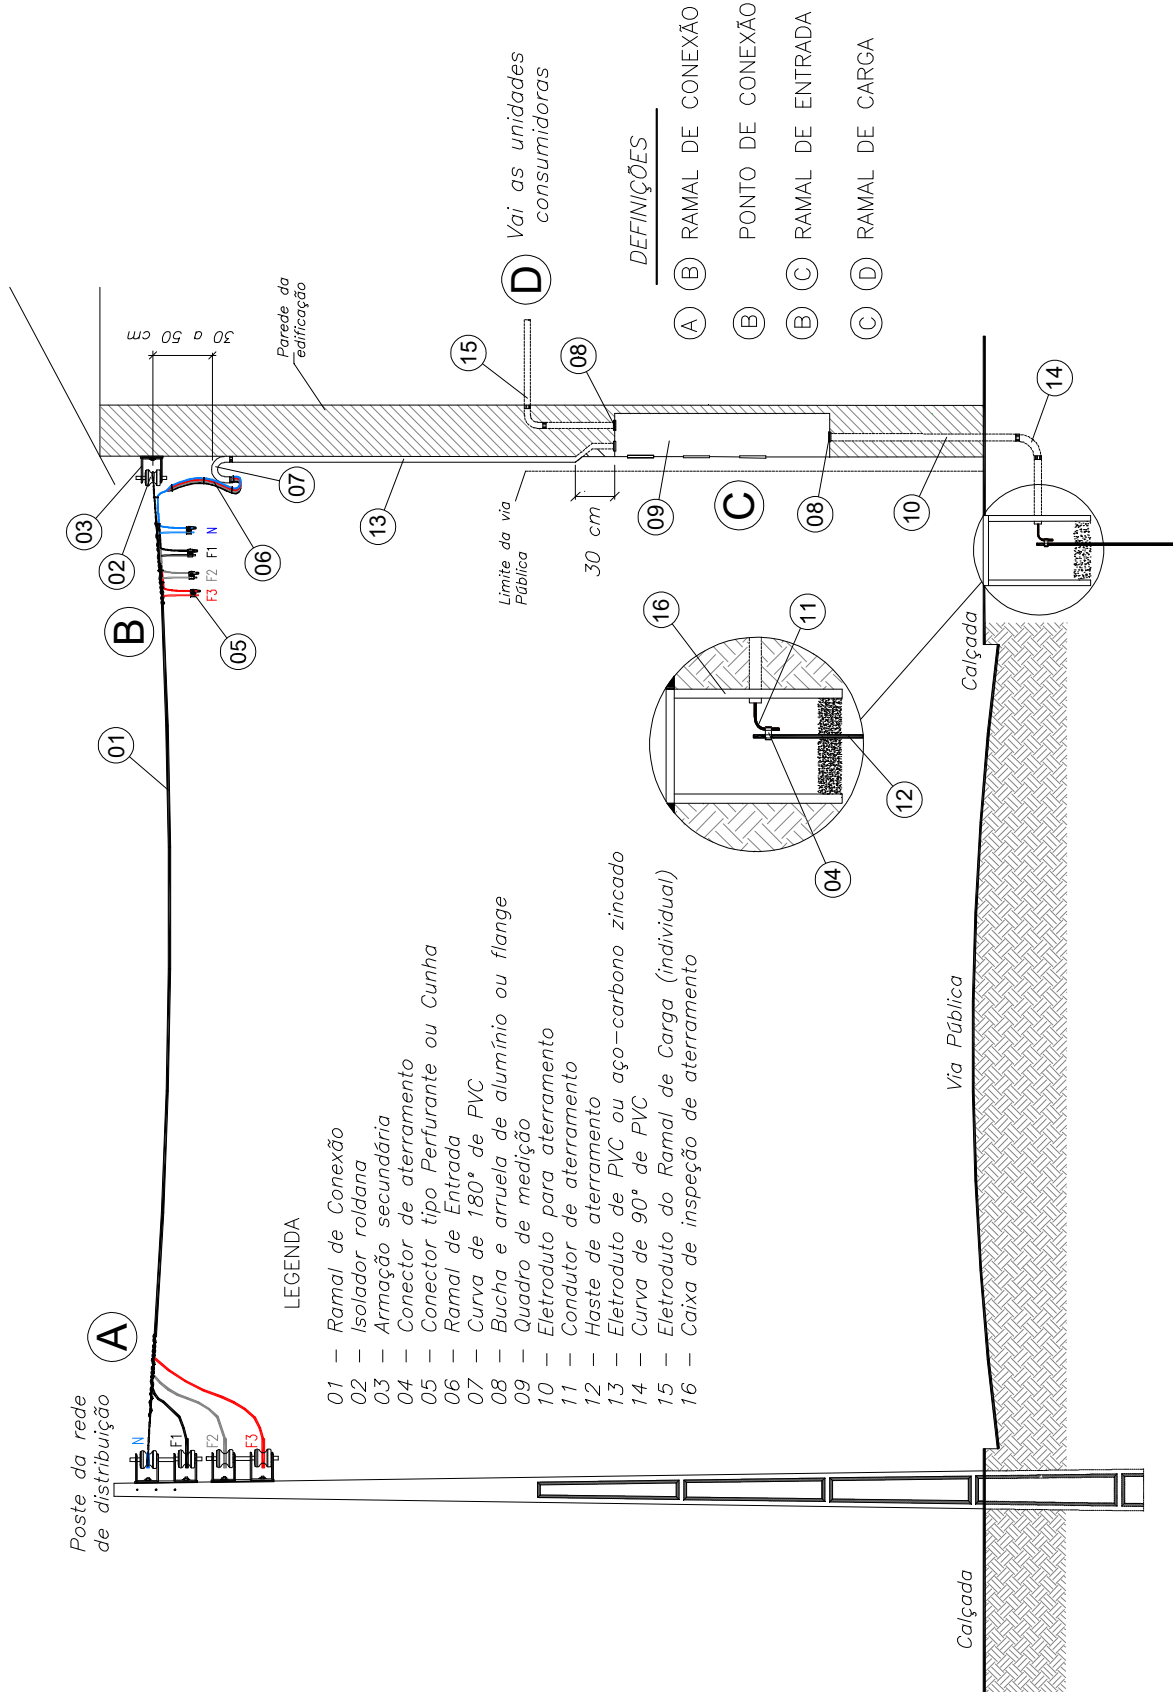 Poste da rede
de distribuição
A
N
F1
F2
F3
01
B
03
02
N
F1
F2
F3
05
06
07
30 a 50 cm
Parede da
edificação
13
15
08
D
Vai as unidades
consumidoras
Limite da via
Pública
30 cm
09
C
08
10
14
16
11
12
04
Calçada
Via Pública
Calçada
LEGENDA
01 – Ramal de Conexão
02 – Isolador roldana
03 – Armação secundária
04 – Conector de aterramento
05 – Conector tipo Perfurante ou Cunha
06 – Ramal de Entrada
07 – Curva de 180° de PVC
08 – Bucha e arruela de alumínio ou flange
09 – Quadro de medição
10 – Eletroduto para aterramento
11 – Condutor de aterramento
12 – Haste de aterramento
13 – Eletroduto de PVC ou aço-carbono zincado
14 – Curva de 90° de PVC
15 – Eletroduto do Ramal de Carga (individual)
16 – Caixa de inspeção de aterramento
DEFINIÇÕES
A B RAMAL DE CONEXÃO
B PONTO DE CONEXÃO
B C RAMAL DE ENTRADA
C D RAMAL DE CARGA